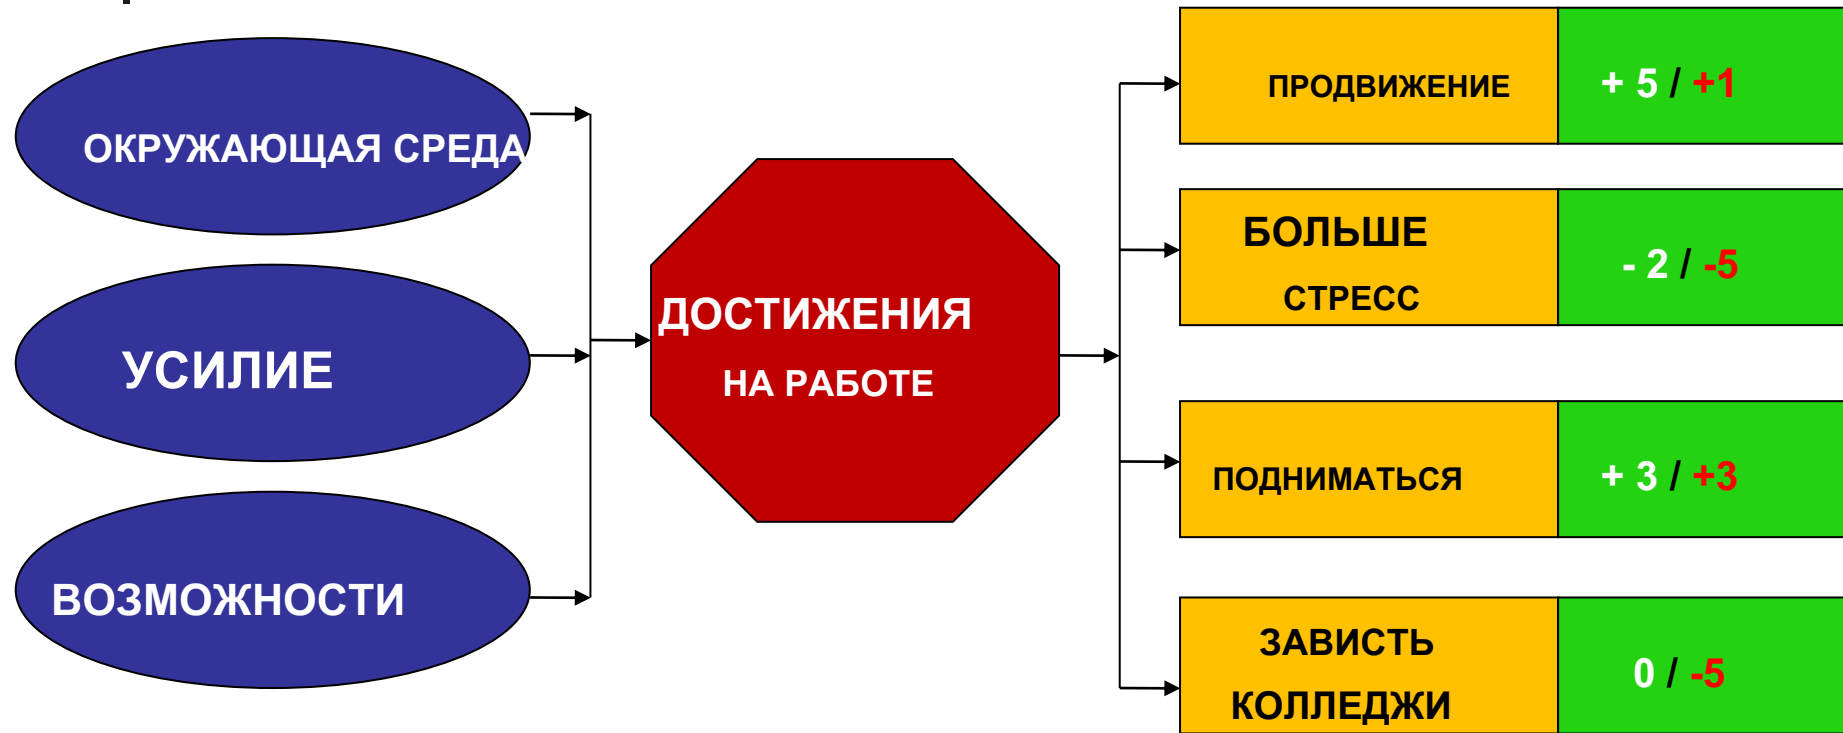 ОКРУЖАЮЩАЯ СРЕДА
УСИЛИЕ
ВОЗМОЖНОСТИ
ДОСТИЖЕНИЯ
НА РАБОТЕ
ПРОДВИЖЕНИЕ
+ 5 / +1
БОЛЬШЕ
СТРЕСС
- 2 / -5
ПОДНИМАТЬСЯ
+ 3 / +3
ЗАВИСТЬ
КОЛЛЕДЖИ
0 / -5